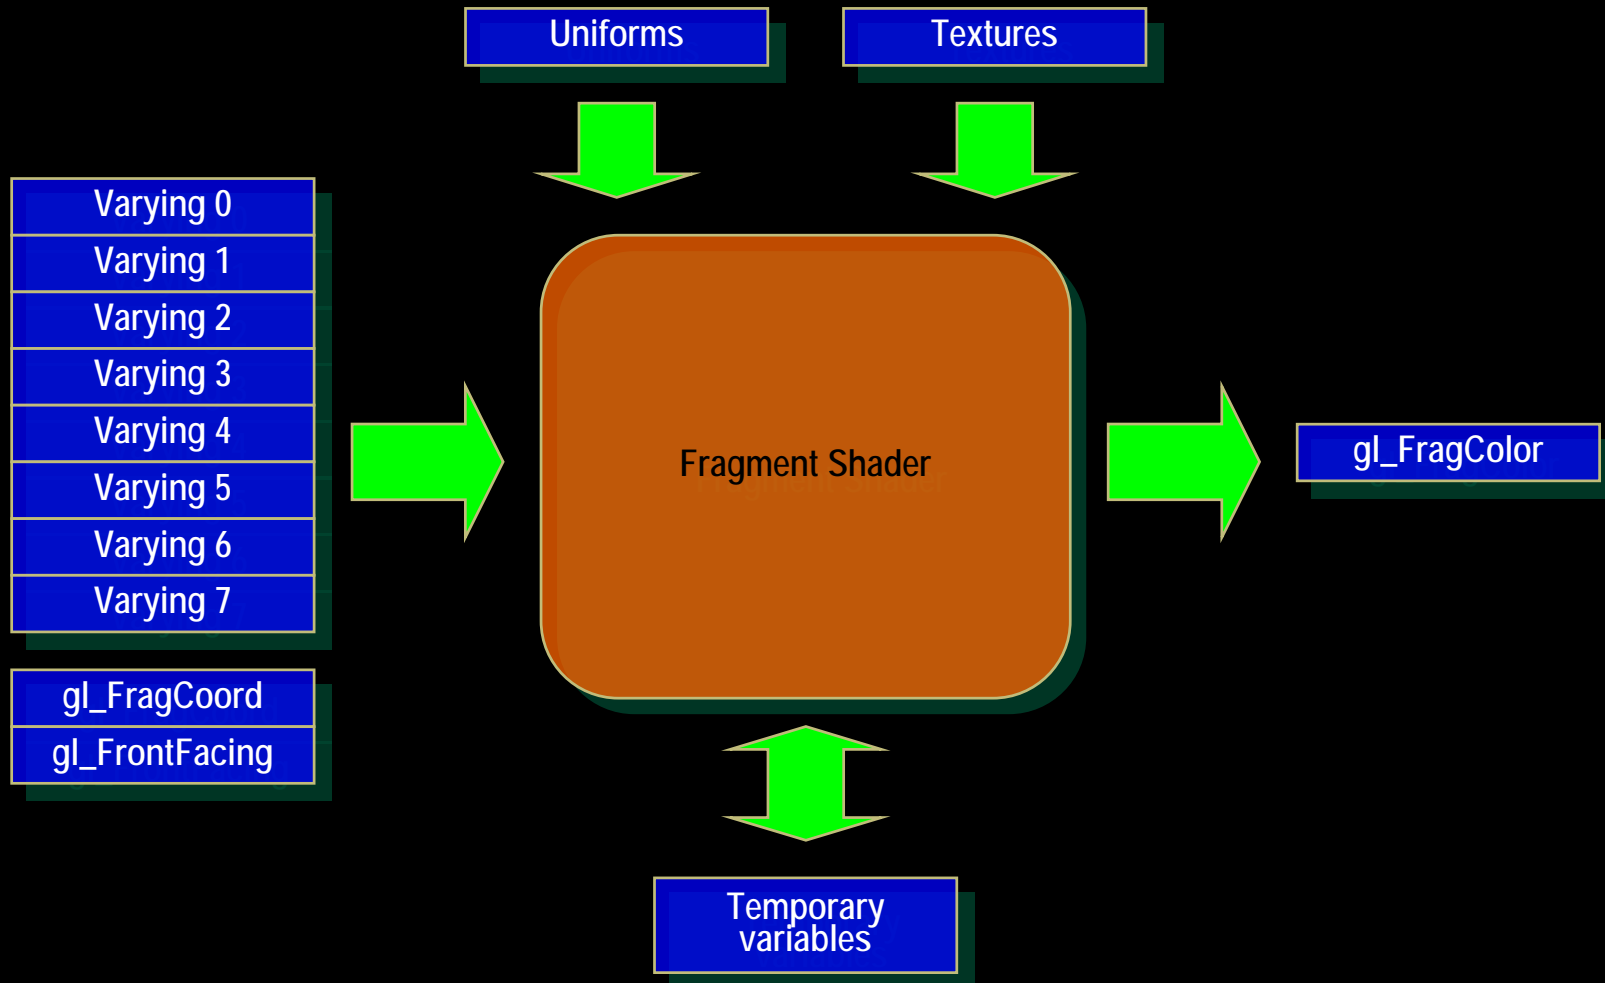 Uniforms
Textures
Varying 0
Varying 1
Varying 2
Varying 3
Varying 4
Varying 5
Varying 6
Varying 7
gl_FragCoord
gl_FrontFacing
Fragment Shader
gl_FragColor
Temporary
variables